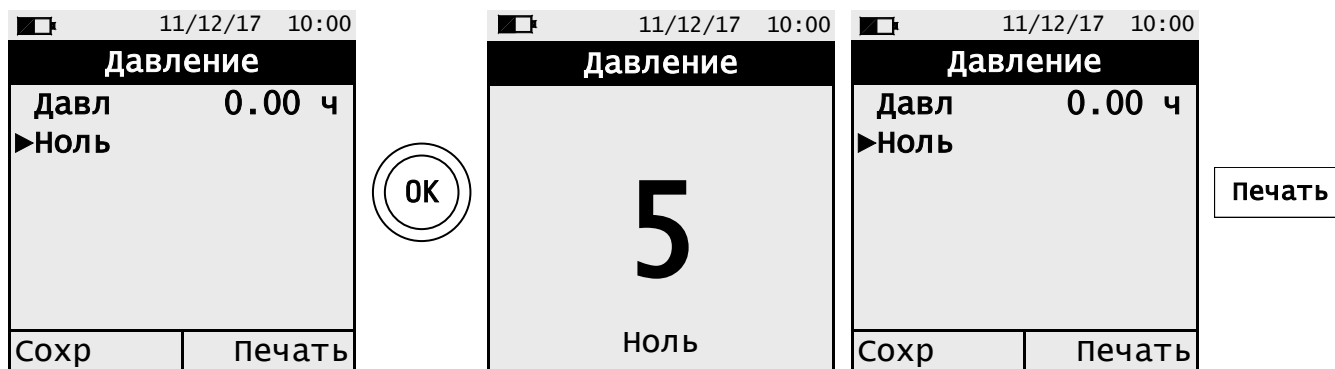 11/12/17 10:00
Давление
Давл 0.00 ч
►Ноль
Сохр Печать
OK
11/12/17 10:00
Давление
5
Ноль
11/12/17 10:00
Давление
Давл 0.00 ч
►Ноль
Сохр Печать
Печать